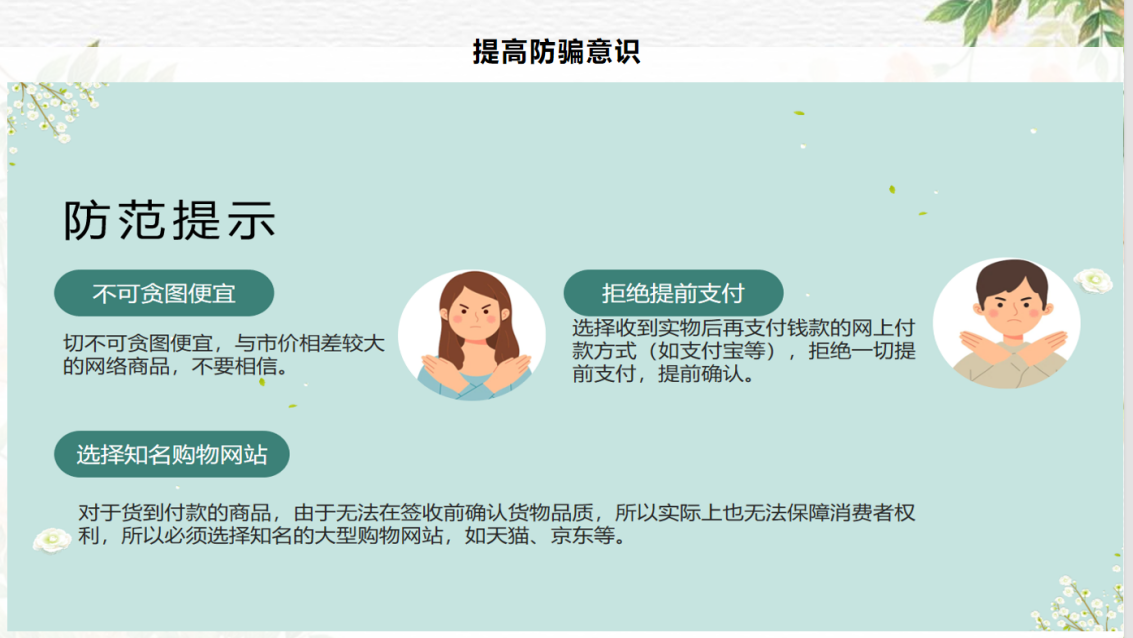 提高防骗意识
防范提示
不可贪图便宜
切不可贪图便宜，与市价相差较大
的网络商品，不要相信。
拒绝提前支付
选择收到实物后再支付钱款的网上付
款方式（如支付宝等），拒绝一切提
前支付，提前确认。
选择知名购物网站
对于货到付款的商品，由于无法在签收前确认货物品质，所以实际上也无法保障消费者权
利，所以必须选择知名的大型购物网站，如天猫、京东等。